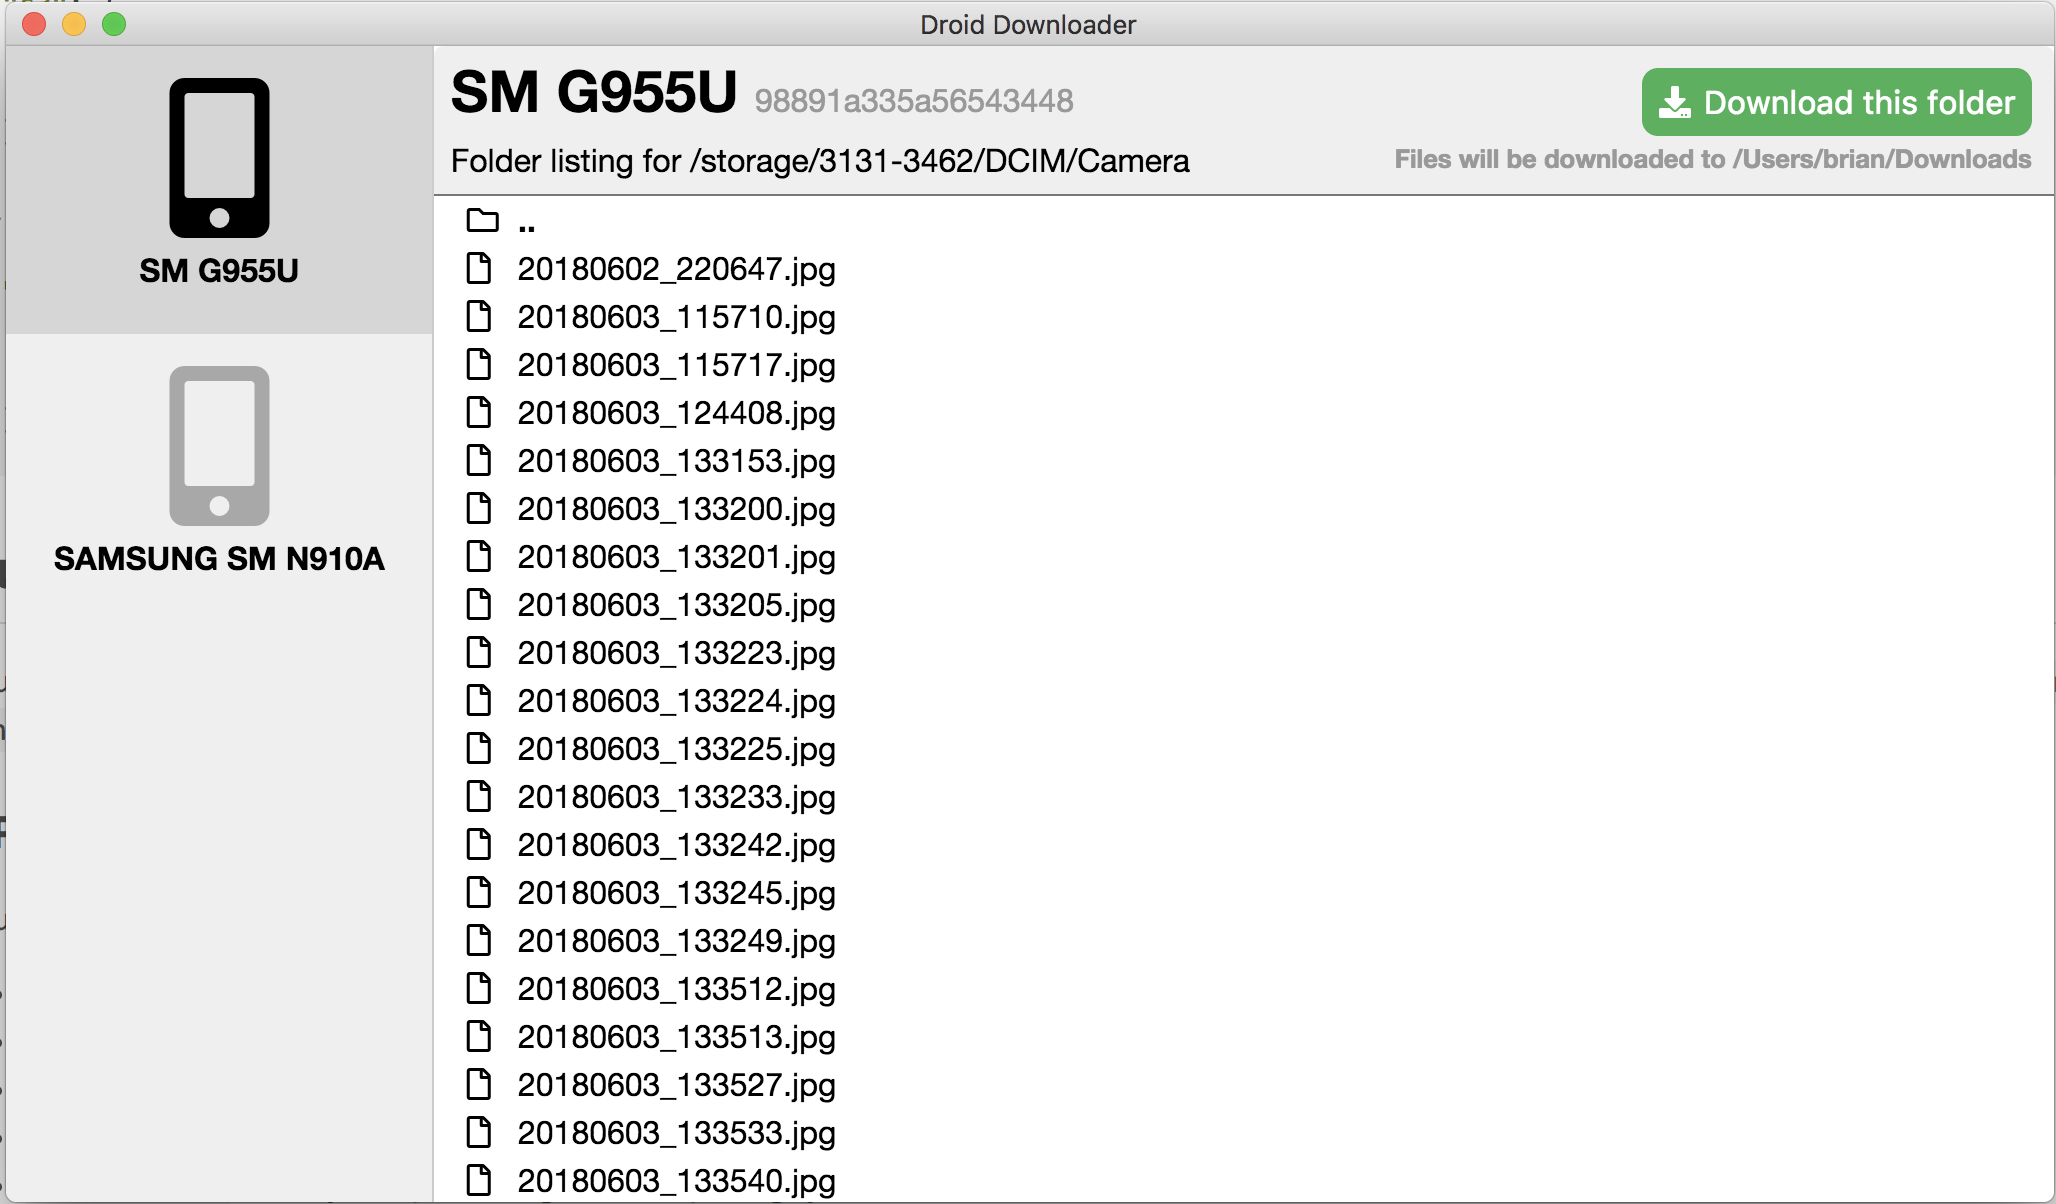 Droid Downloader
SM G955U
SAMSUNG SM N910A
SM G955U 98891a335a56543448
Download this folder
Folder listing for /storage/3131-3462/DCIM/Camera
Files will be downloaded to /Users/brian/Downloads
..
20180602_220647.jpg
20180603_115710.jpg
20180603_115717.jpg
20180603_124408.jpg
20180603_133153.jpg
20180603_133200.jpg
20180603_133201.jpg
20180603_133205.jpg
20180603_133223.jpg
20180603_133224.jpg
20180603_133225.jpg
20180603_133233.jpg
20180603_133242.jpg
20180603_133245.jpg
20180603_133249.jpg
20180603_133512.jpg
20180603_133513.jpg
20180603_133527.jpg
20180603_133533.jpg
20180603_133540.jpg